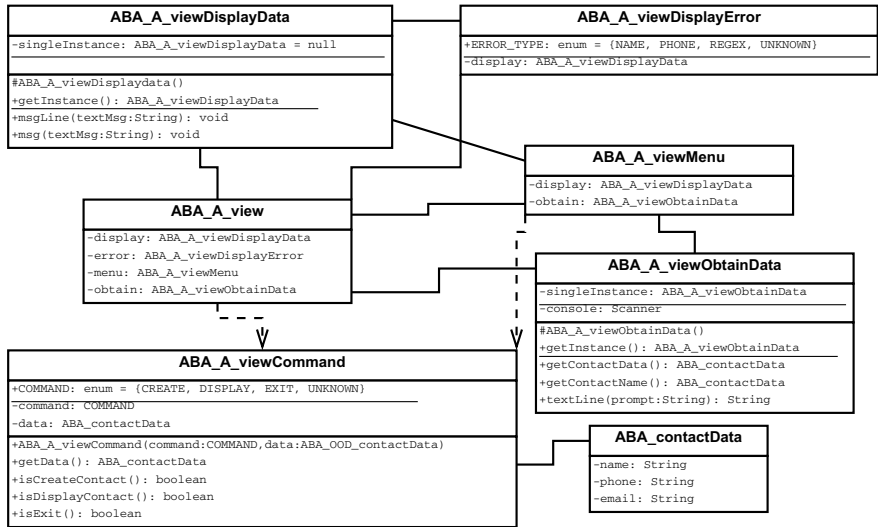 ABA_A_viewDisplayData
-singleInstance: ABA_A_viewDisplayData = null
#ABA_A_viewDisplaydata()
+getInstance(): ABA_A_viewDisplayData
+msgLine(textMsg:String): void
+msg(textMsg:String): void
ABA_A_viewDisplayError
+ERROR_TYPE: enum = {NAME, PHONE, REGEX, UNKNOWN}
-display: ABA_A_viewDisplayData
ABA_A_viewMenu
-display: ABA_A_viewDisplayData
-obtain: ABA_A_viewObtainData
ABA_A_view
-display: ABA_A_viewDisplayData
-error: ABA_A_viewDisplayError
-menu: ABA_A_viewMenu
-obtain: ABA_A_viewObtainData
ABA_A_viewObtainData
-singleInstance: ABA_A_viewObtainData
-console: Scanner
#ABA_A_viewObtainData()
+getInstance(): ABA_A_viewObtainData
+getContactData(): ABA_contactData
+getContactName(): ABA_contactData
+textLine(prompt:String): String
ABA_A_viewCommand
+COMMAND: enum = {CREATE, DISPLAY, EXIT, UNKNOWN}
-command: COMMAND
-data: ABA_contactData
+ABA_A_viewCommand(command:COMMAND,data:ABA_OOD_contactData)
+getData(): ABA_contactData
+isCreateContact(): boolean
+isDisplayContact(): boolean
+isExit(): boolean
ABA_contactData
-name: String
-phone: String
-email: String